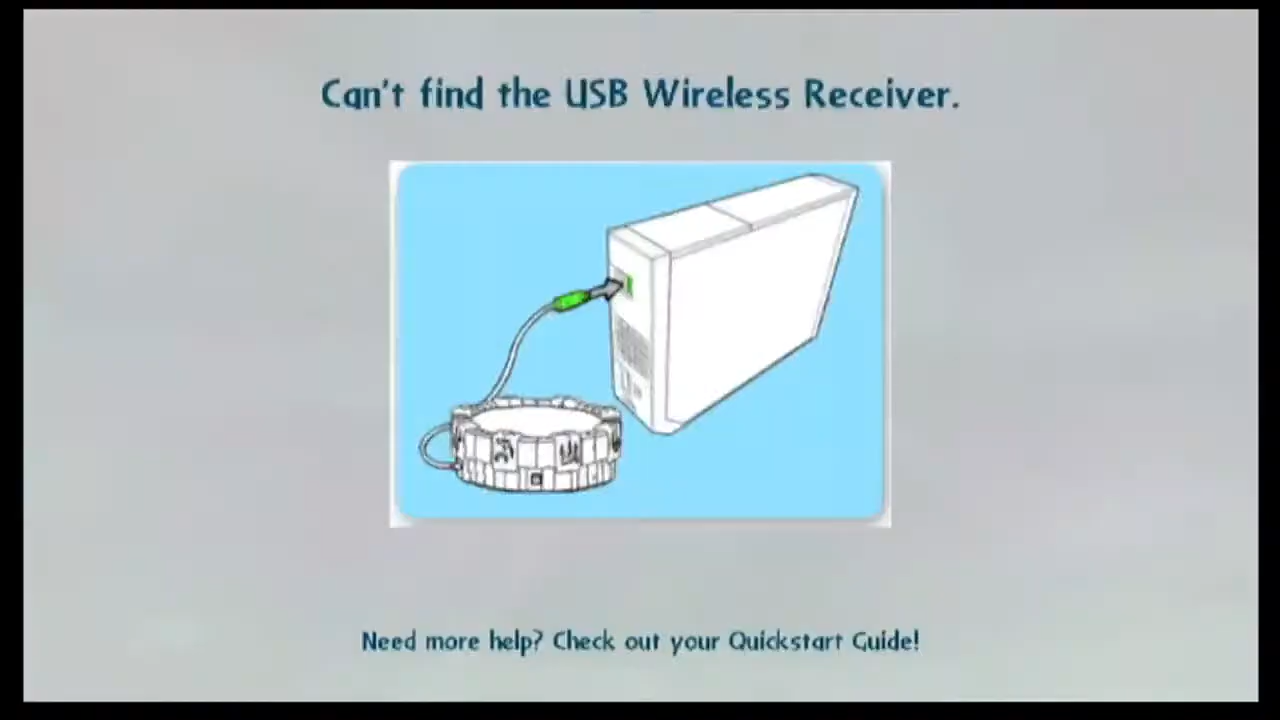 Can't find the USB Wireless Receiver.
Need more help? Check out your Quickstart Guide!